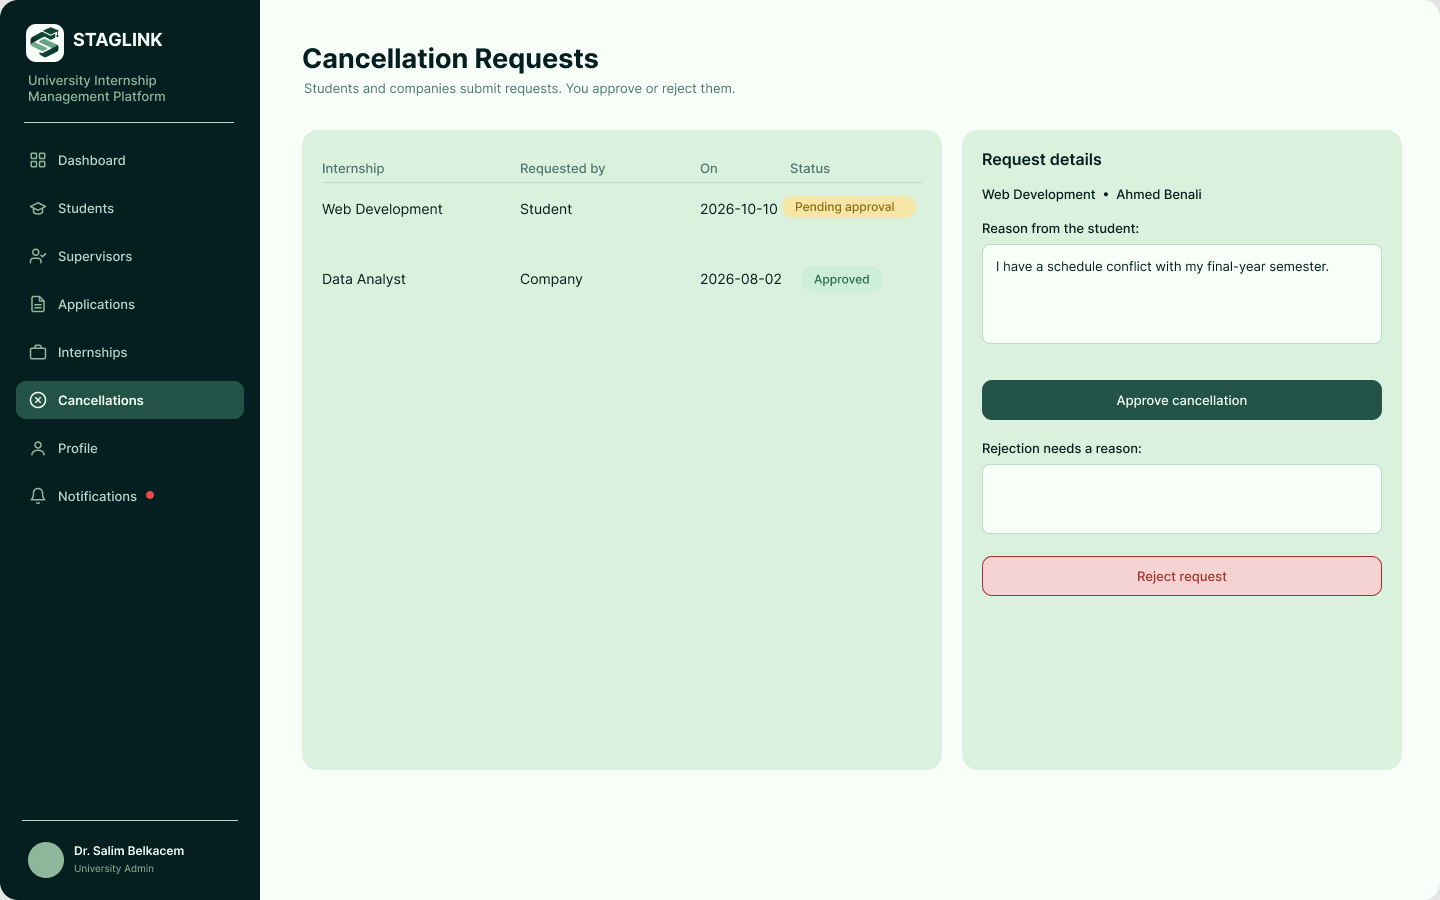 STAGLINK
University Internship
Management Platform
Dashboard
Students
Supervisors
Applications
Internships
Cancellations
Profile
Notifications
Dr. Salim Belkacem
University Admin
Cancellation Requests
Students and companies submit requests. You approve or reject them.
Internship Requested by On Status
Web Development Student 2026-10-10 Pending approval
Data Analyst Company 2026-08-02 Approved
Request details
Web Development • Ahmed Benali
Reason from the student:
I have a schedule conflict with my final-year semester.
Approve cancellation
Rejection needs a reason:
Reject request